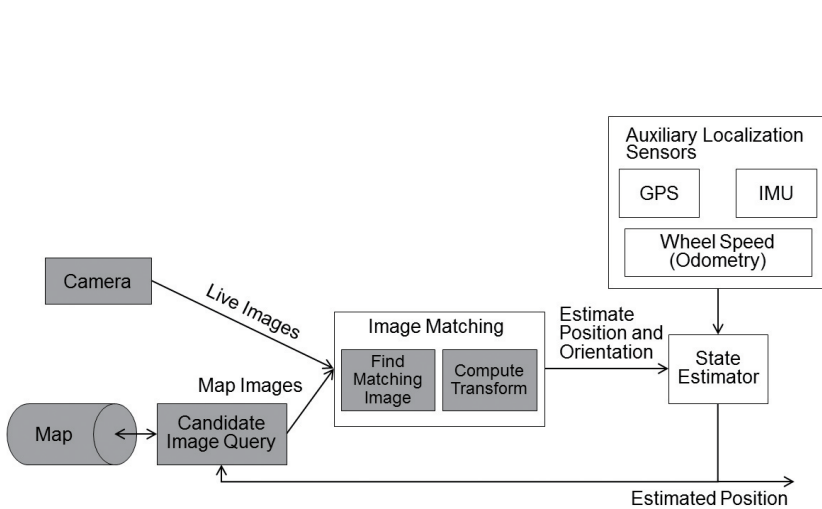 Auxiliary Localization
Sensors
GPS
IMU
Wheel Speed
(Odometry)
Camera
Live Images
Image Matching
Find
Matching
Image
Compute
Transform
Estimate
Position and
Orientation
State
Estimator
Map Images
Map
Candidate
Image Query
Estimated Position